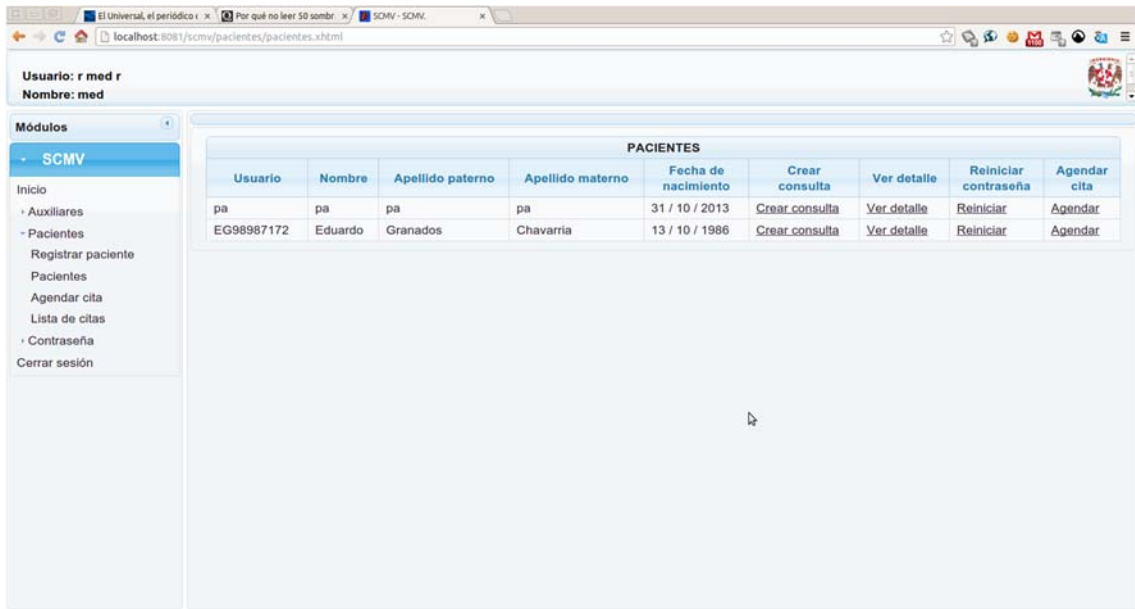 El Universal, el periódico
Por qué no leer 50 sombr
SCMV - SCMV.
localhost:8081/scmv/pacientes/pacientes.xhtml
1100
Usuario: r med r
Nombre: med
Módulos
SCMV
Inicio
Auxiliares
Pacientes
Registrar paciente
Pacientes
Agendar cita
Lista de citas
Contraseña
Cerrar sesión
PACIENTES
Usuario Nombre Apellido paterno Apellido materno Fecha de nacimiento Crear consulta Ver detalle Reiniciar contraseña Agendar cita
pa pa pa pa 31 / 10 / 2013 Crear consulta Ver detalle Reiniciar Agendar
EG98987172 Eduardo Granados Chavarria 13 / 10 / 1986 Crear consulta Ver detalle Reiniciar Agendar